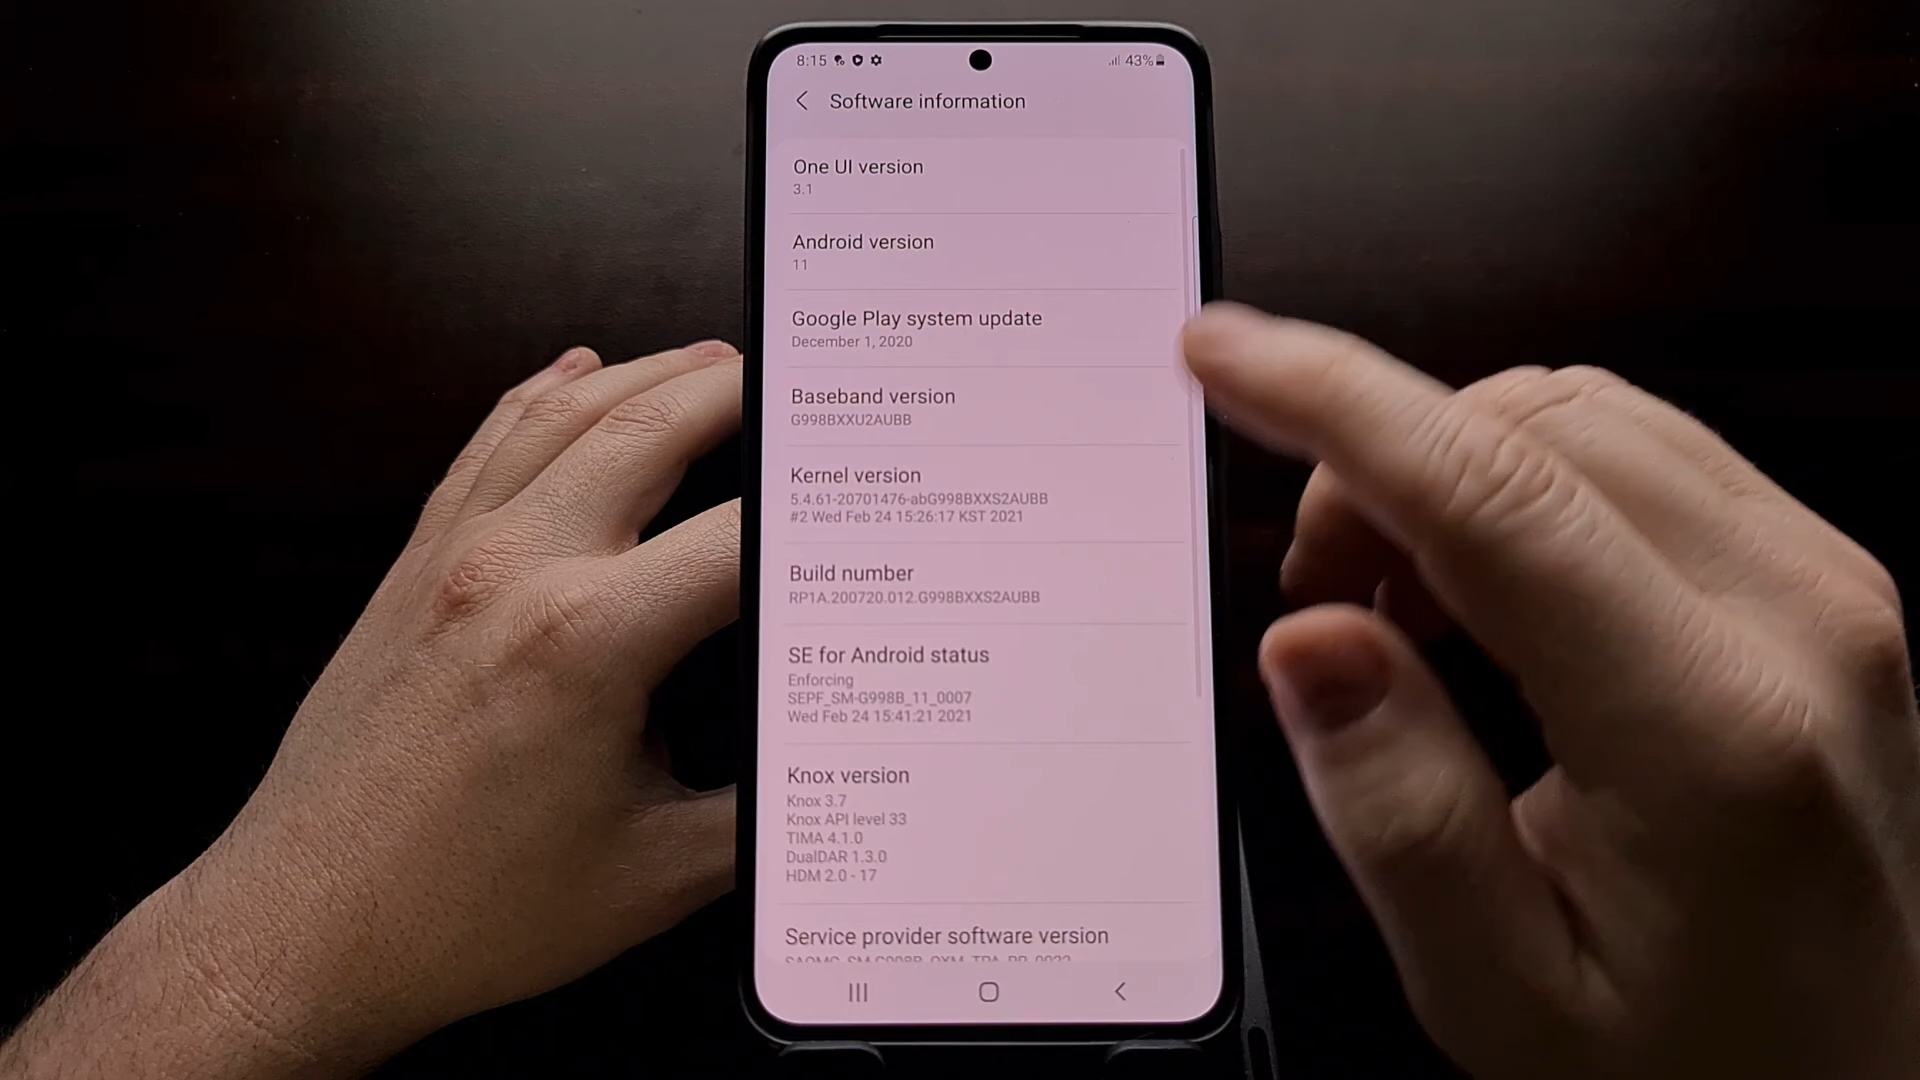 8:15 43%
Software information
One UI version
3.1
Android version
11
Google Play system update
December 1, 2020
Baseband version
G998BXXU2AUBB
Kernel version
5.4.61-20701476-abG998BXXS2AUBB
#2 Wed Feb 24 15:26:17 KST 2021
Build number
RP1A.200720.012.G998BXXS2AUBB
SE for Android status
Enforcing
SEPF_SM-G998B_11_0007
Wed Feb 24 15:41:21 2021
Knox version
Knox 3.7
Knox API level 33
TIMA 4.1.0
DualDAR 1.3.0
HDM 2.0 - 17
Service provider software version